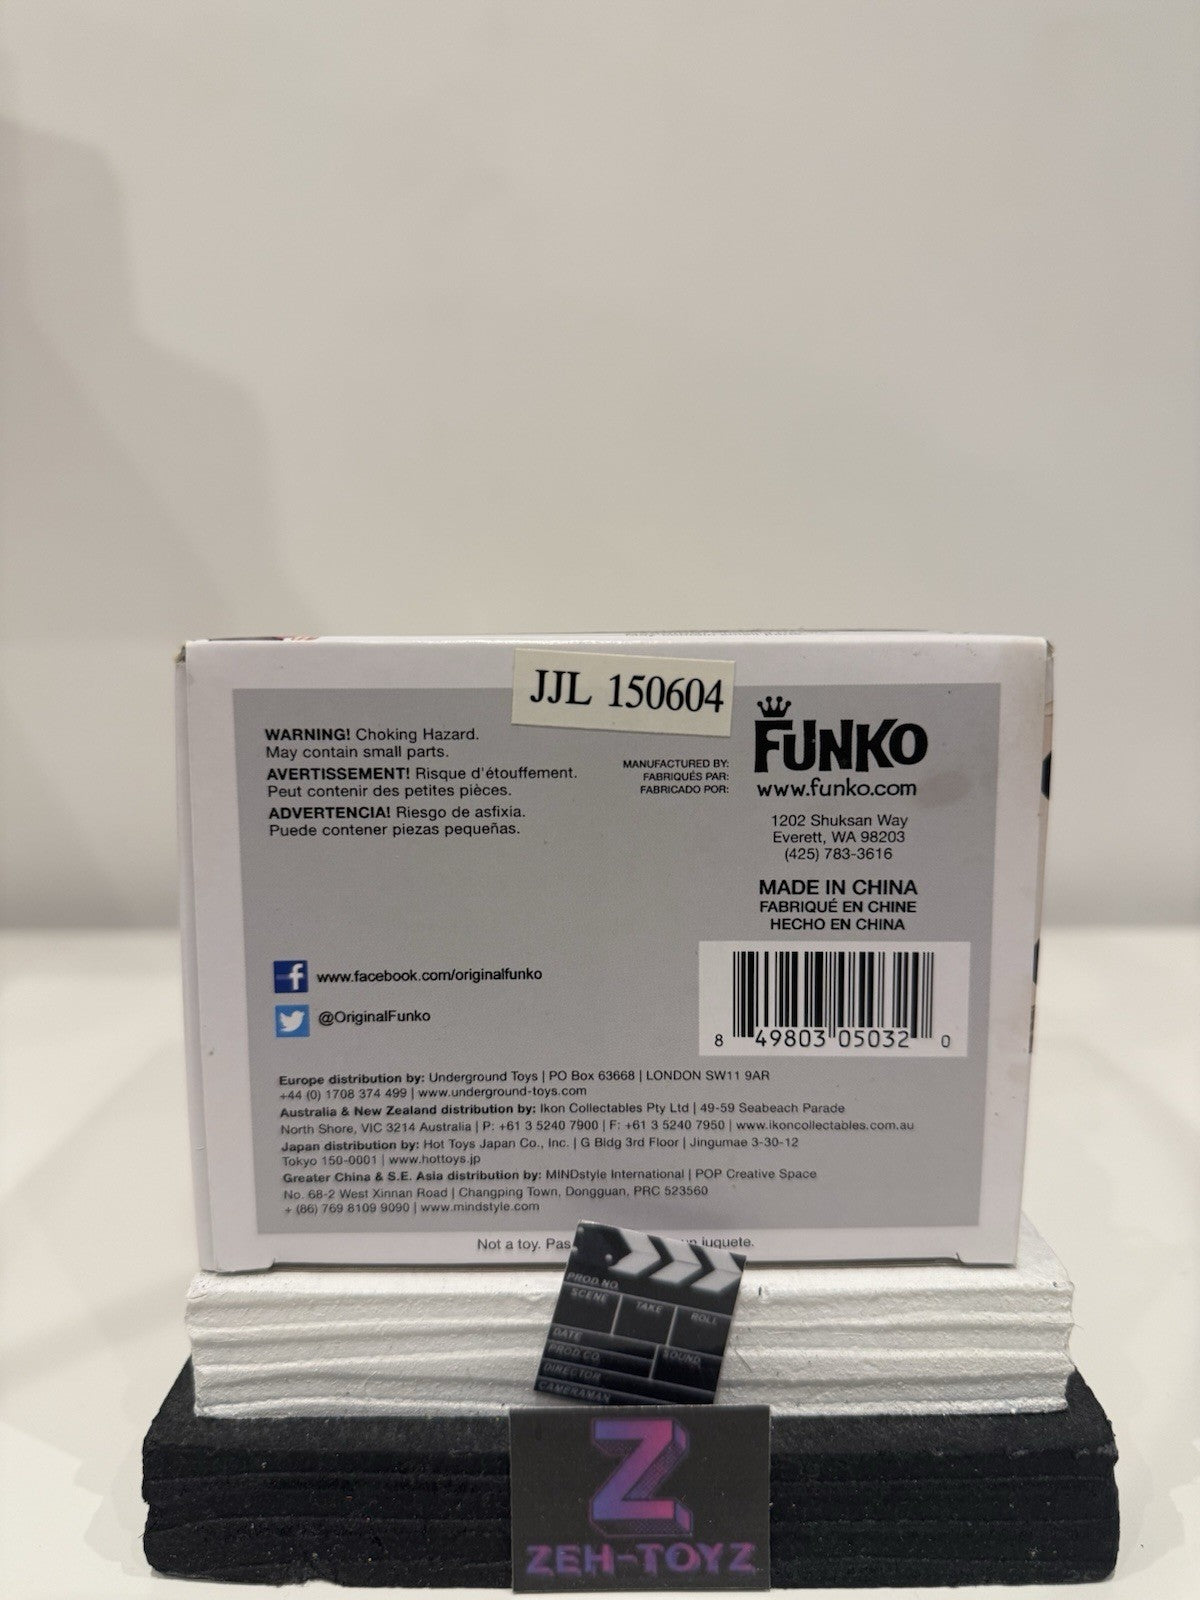 JJL 150604
WARNING! Choking Hazard.
May contain small parts.
AVERTISSEMENT! Risque d'étouffement.
Peut contenir des petites pièces.
ADVERTENCIA! Riesgo de asfixia.
Puede contener piezas pequeñas.
MANUFACTURED BY:
FABRIQUÉS PAR:
FABRICADO POR:
FUNKO
www.funko.com
1202 Shuksan Way
Everett, WA 98203
(425) 783-3616
MADE IN CHINA
FABRIQUÉ EN CHINE
HECHO EN CHINA
f www.facebook.com/originalfunko
@OriginalFunko
8 49803 05032 0
Europe distribution by: Underground Toys | PO Box 63668 | LONDON SW11 9AR
+44 (0) 1708 374 499 | www.underground-toys.com
Australia & New Zealand distribution by: Ikon Collectables Pty Ltd | 49-59 Seabeach Parade
North Shore, VIC 3214 Australia | P: +61 3 5240 7900 | F: +61 3 5240 7950 | www.ikoncollectables.com.au
Japan distribution by: Hot Toys Japan Co., Inc. | G Bldg 3rd Floor | Jingumae 3-30-12
Tokyo 150-0001 | www.hottoys.jp
Greater China & S.E. Asia distribution by: MINDstyle International | POP Creative Space
No. 68-2 West Xinnan Road | Changping Town, Dongguan, PRC 523560
+ (86) 769 8109 9090 | www.mindstyle.com
Not a toy. Pas juguete.
PROD. NO.
SCENE TAKE ROLL
DATE
PROD CO. SOUND
DIRECTOR
CAMERAMAN
Z
ZEH-TOYZ